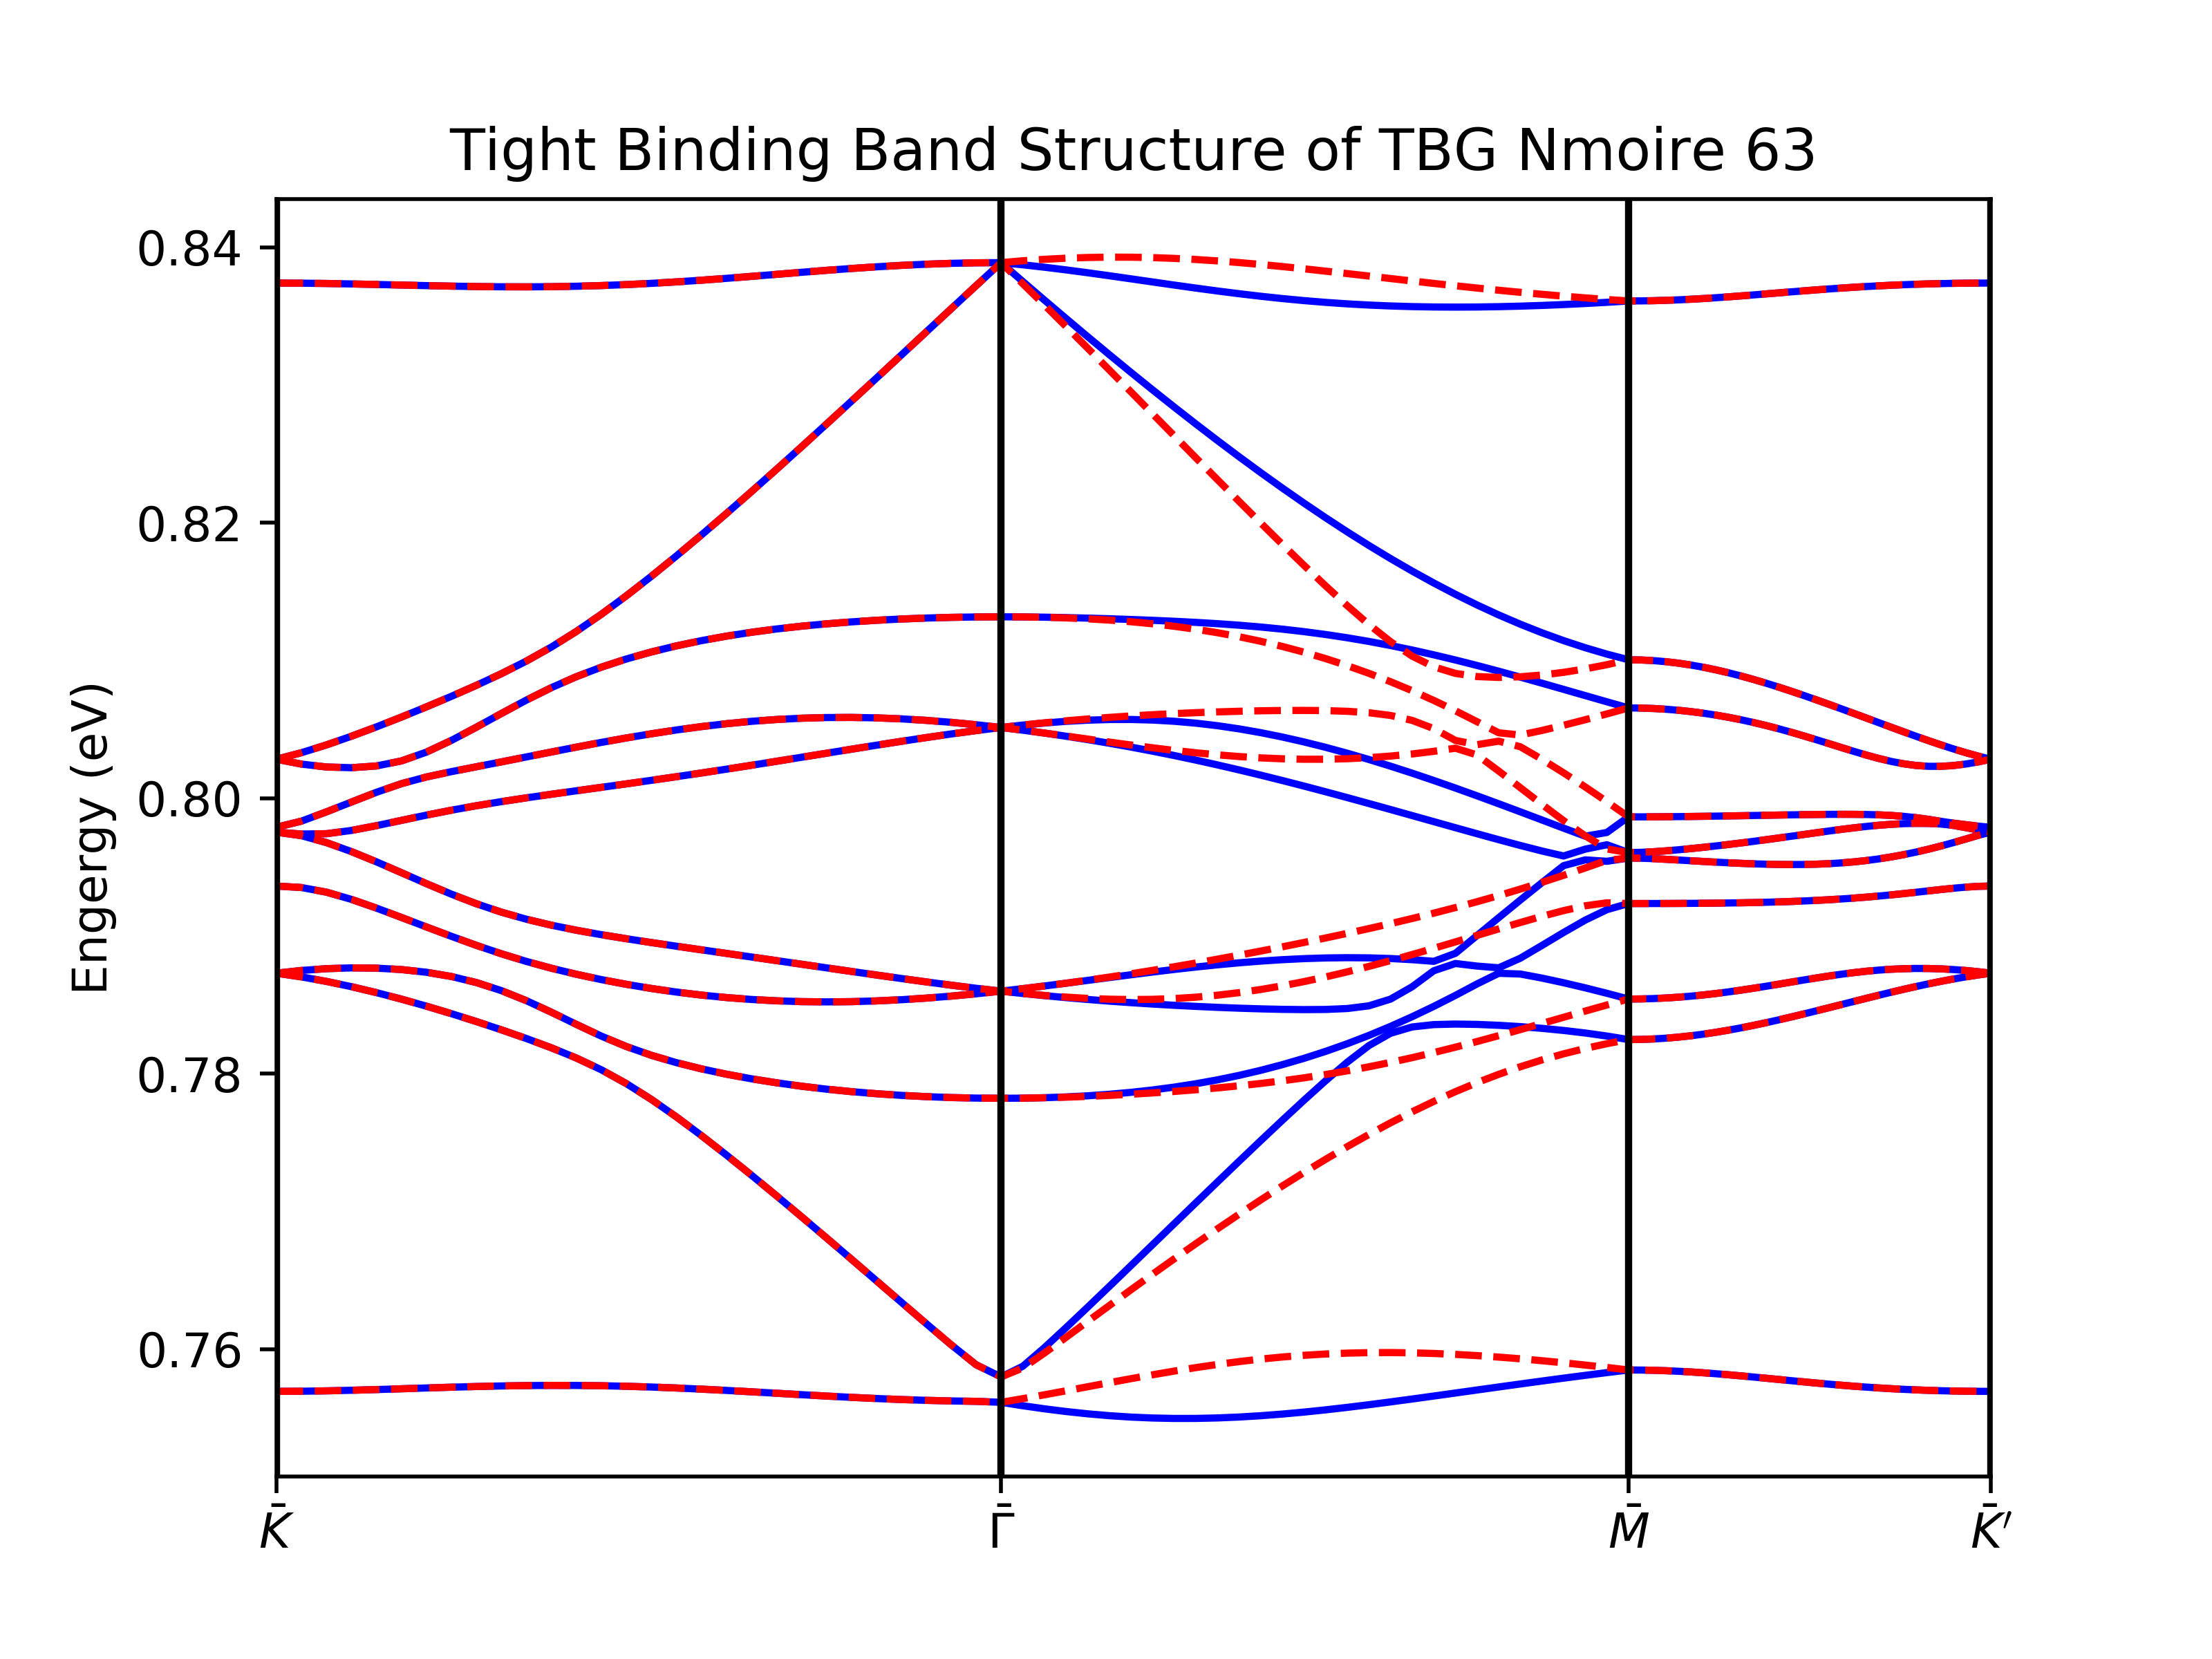 Tight Binding Band Structure of TBG Nmoire 63
Engergy (eV)
0.84
0.82
0.80
0.78
0.76
K̄ Γ̄ M̄ K̄′